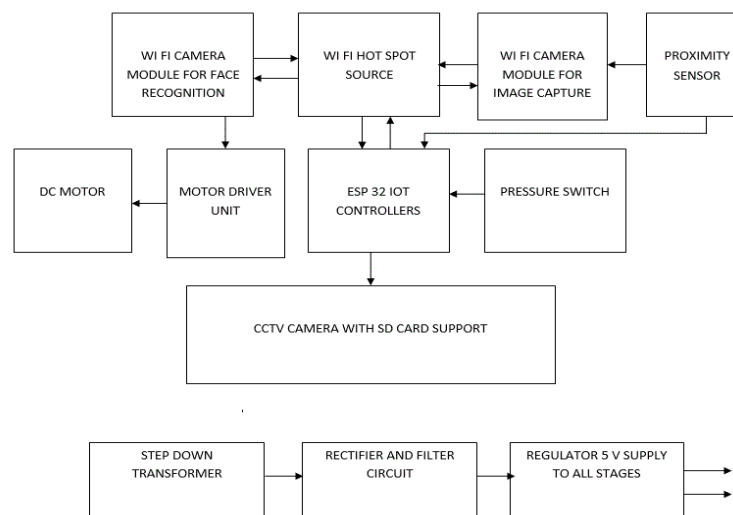 WI FI CAMERA
MODULE FOR FACE
RECOGNITION
WI FI HOT SPOT
SOURCE
WI FI CAMERA
MODULE FOR
IMAGE CAPTURE
PROXIMITY
SENSOR
DC MOTOR
MOTOR DRIVER
UNIT
ESP 32 IOT
CONTROLLERS
PRESSURE SWITCH
CCTV CAMERA WITH SD CARD SUPPORT
STEP DOWN
TRANSFORMER
RECTIFIER AND FILTER
CIRCUIT
REGULATOR 5 V SUPPLY
TO ALL STAGES